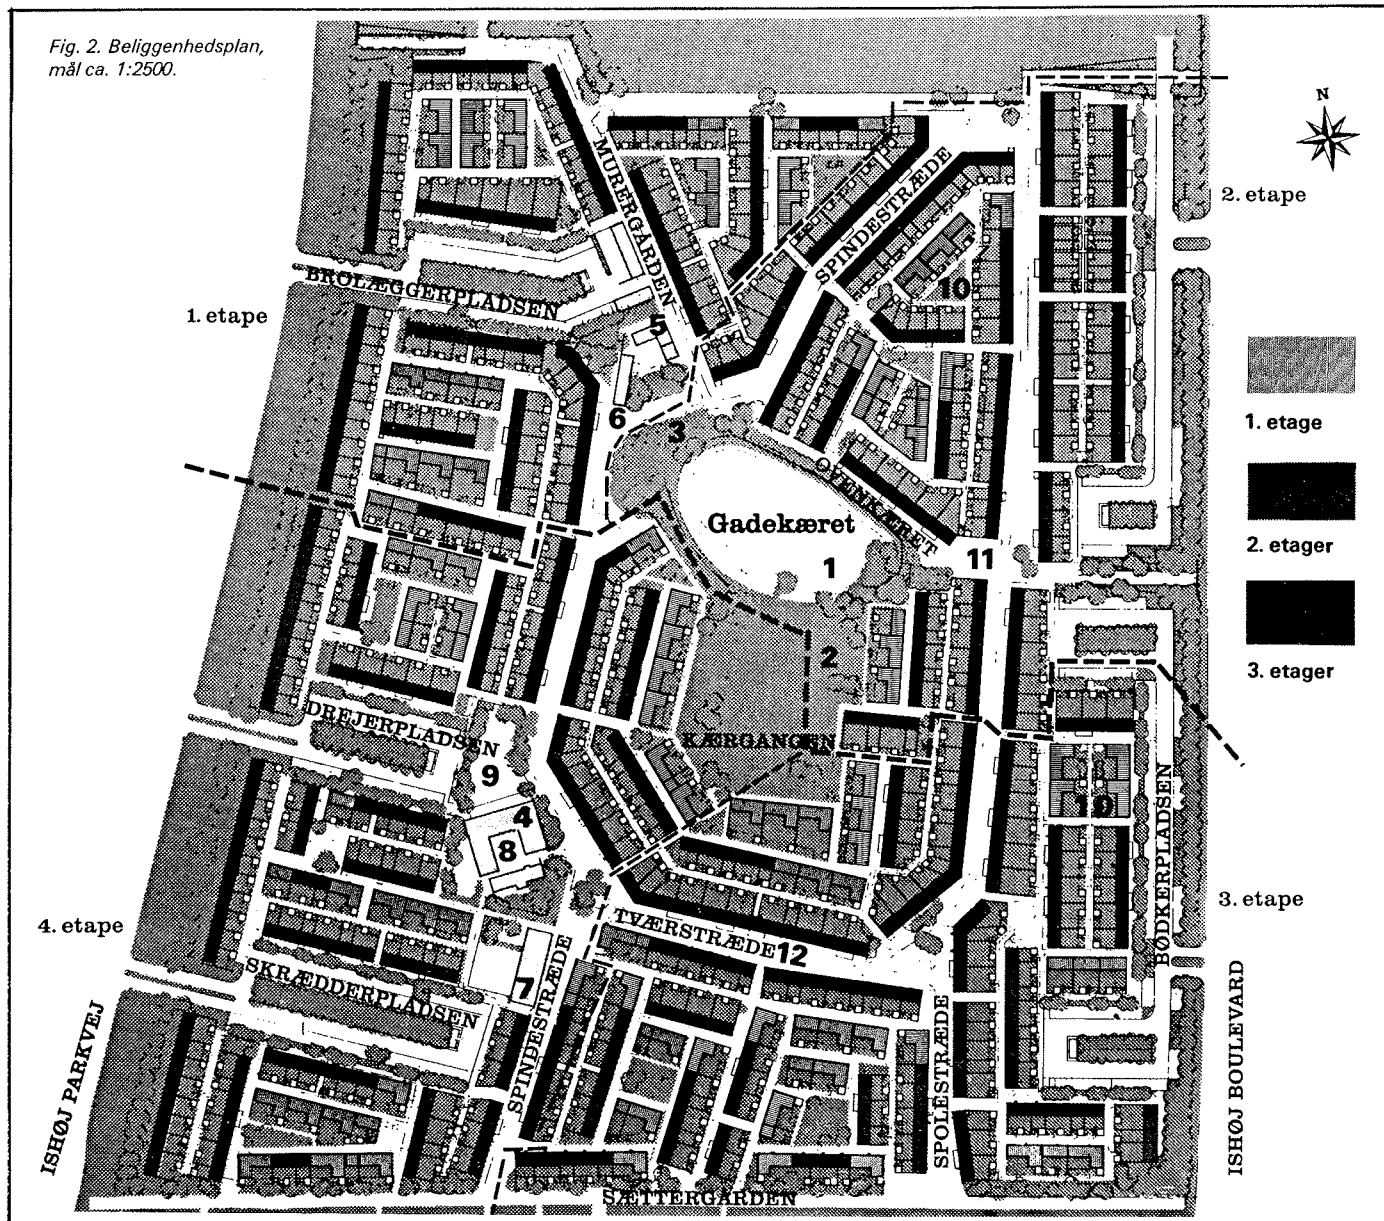 Fig. 2. Beliggenhedsplan,
mål ca. 1:2500.
N
MURERGÅRDEN
SPINDESTRÆDE
2. etape
BROLÆGGERPLADSEN
10
1. etape
5
6
3
1. etage
OVENKÆRET
Gadekæret
2. etager
11
1
2
3. etager
DREJERPLADSEN
KÆRGANGEN
9
10
BØDKERPLADSEN
4
8
4. etape
3. etape
TVÆRSTRÆDE
12
SKRÆDDERPLADSEN
7
SPINDESTRÆDE
SPOLESTRÆDE
ISHØJ PARKVEJ
ISHØJ BOULEVARD
SÆTTERGÅRDEN